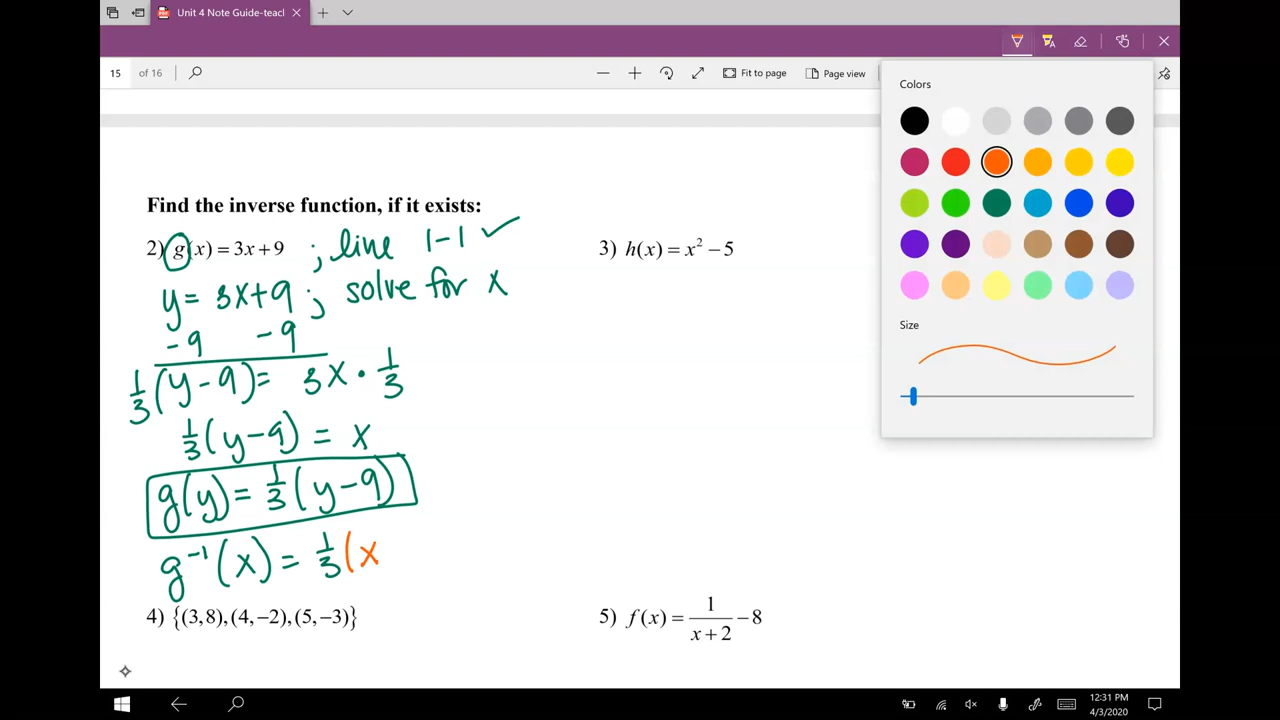 Unit 4 Note Guide-teacl
15 of 16
Fit to page
Page view
Colors
Size
Find the inverse function, if it exists:
2) g(x) = 3x + 9 ; line 1-1 ✓
y = 3x+9 ; solve for x
-9 -9
1/3 (y-9) = 3x · 1/3
1/3 (y-9) = x
g(y) = 1/3 (y-9)
g⁻¹(x) = 1/3 (x
3) h(x) = x² − 5
4) {(3,8),(4,−2),(5,−3)}
5) f(x) = 1/(x+2) − 8
12:31 PM
4/3/2020